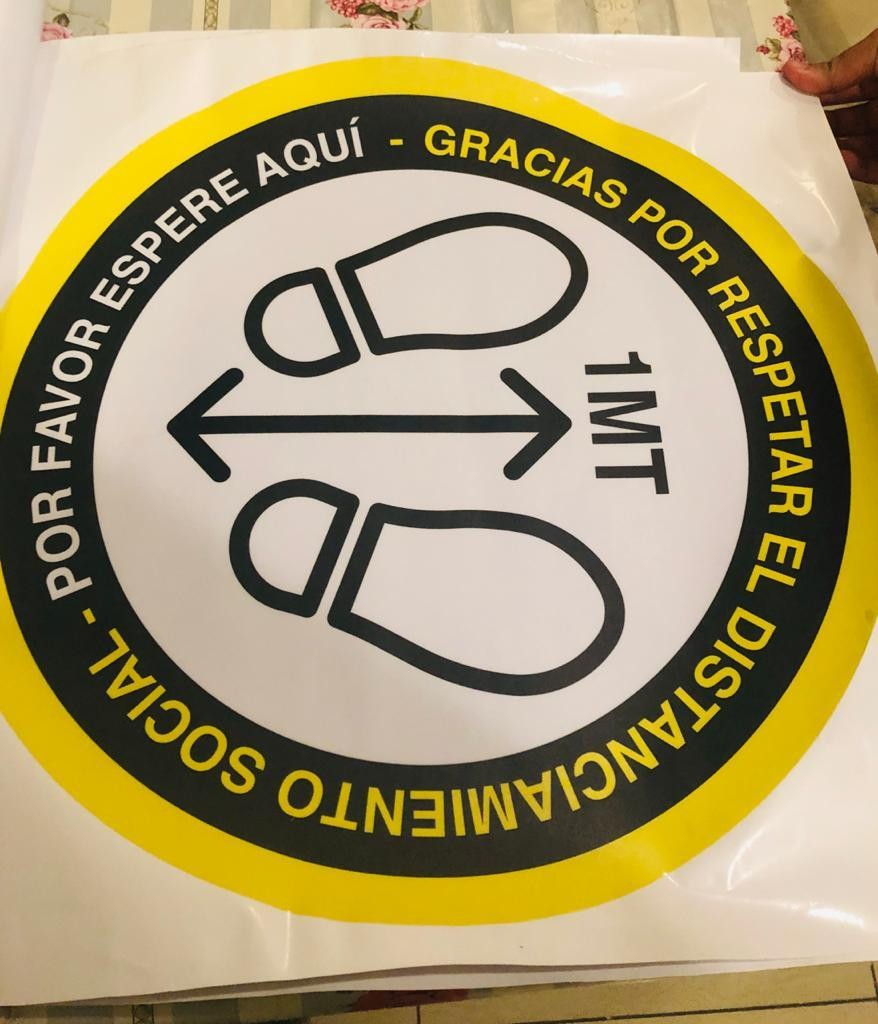 POR FAVOR ESPERE AQUÍ -
GRACIAS POR RESPETAR EL DISTANCIAMIENTO SOCIAL -
1MT